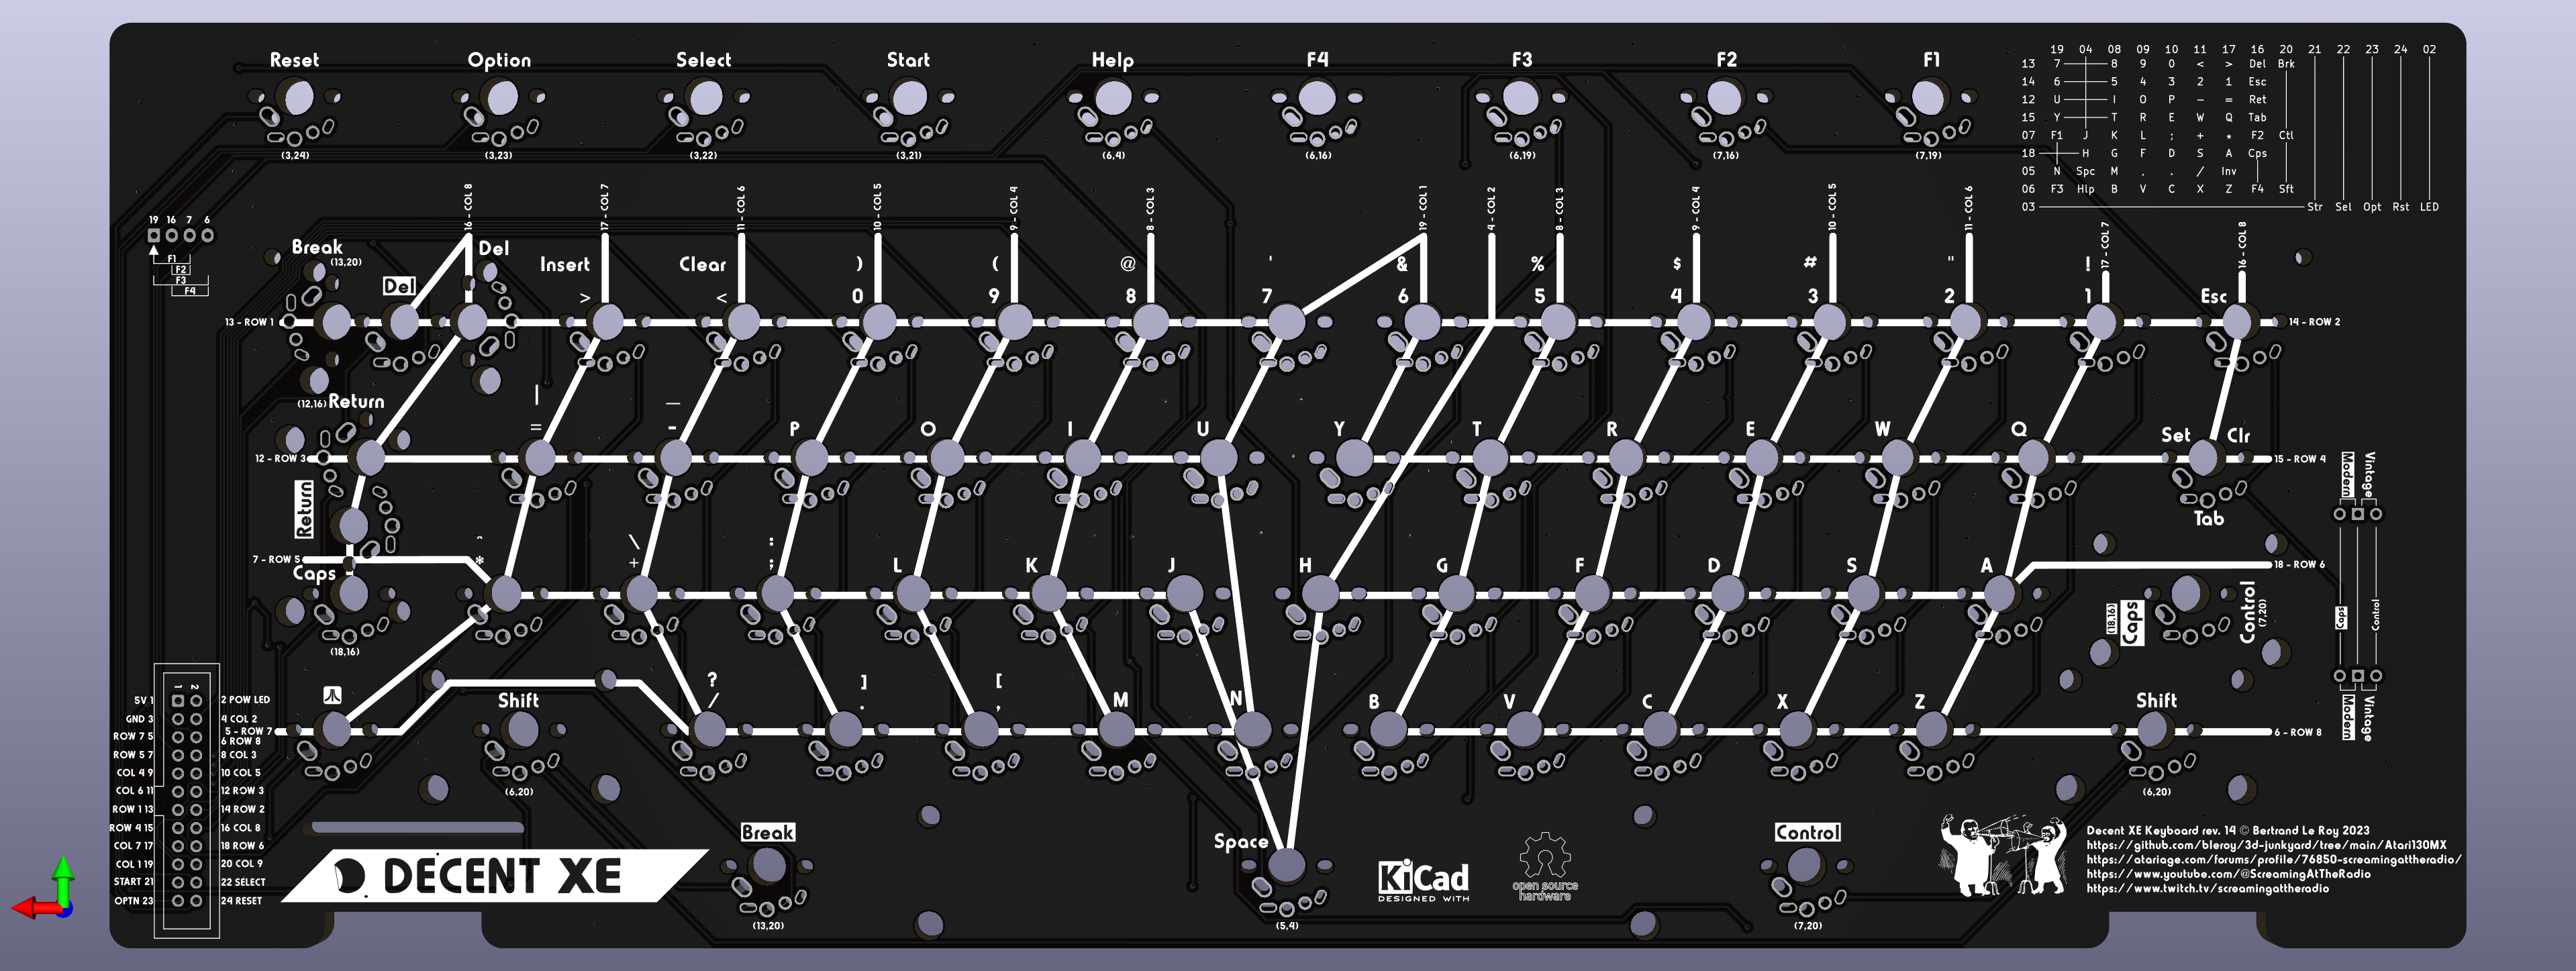 Reset Option Select Start Help F4 F3 F2 F1
(3,24) (3,23) (3,22) (3,21) (6,4) (6,16) (6,19) (7,16) (7,19)
19 04 08 09 10 11 17 16 20 21 22 23 24 02
13 7 8 9 0 < > Del Brk
14 6 5 4 3 2 1 Esc
12 U I O P - = Ret
15 Y T R E W Q Tab
07 F1 J K L ; + * F2 Ctl
18 H G F D S A Cps
05 N Spc M , . / Inv
06 F3 Hlp B V C X Z F4 Sft
03 Str Sel Opt Rst LED
16 - COL 8
17 - COL 7
11 - COL 6
10 - COL 5
9 - COL 4
8 - COL 3
19 - COL 1
4 - COL 2
8 - COL 3
9 - COL 4
10 - COL 5
11 - COL 6
17 - COL 7
16 - COL 8
19 16 7 6
F1
F2
F3
F4
Break (13,20) Del Insert Clear ) ( @ ' & % $ # " !
Del > < 0 9 8 7 6 5 4 3 2 1 Esc
13 - ROW 1
14 - ROW 2
(12,16) Return | _
= - P O I U Y T R E W Q Set Clr
12 - ROW 3
15 - ROW 4
Tab
Return
Modern
Vintage
7 - ROW 5
18 - ROW 6
Caps ^ * \ + : ; L K J H G F D S A
(18,16)
(18,16) Caps
Control (7,20)
Caps
Control
Modern
Vintage
Shift ? / ] . [ , M N B V C X Z Shift
(6,20)
(6,20)
6 - ROW 8
1 2
5V 1 2 POW LED
GND 3 4 COL 2
5 - ROW 7
ROW 7 5 6 ROW 8
ROW 5 7 8 COL 3
COL 4 9 10 COL 5
COL 6 11 12 ROW 3
ROW 1 13 14 ROW 2
ROW 4 15 16 COL 8
COL 7 17 18 ROW 6
COL 1 19 20 COL 9
START 21 22 SELECT
OPTN 23 24 RESET
DECENT XE
Break
(13,20)
Space
(5,4)
KiCad
DESIGNED WITH
open source
hardware
Control
(7,20)
Decent XE Keyboard rev. 14 © Bertrand Le Roy 2023
https://github.com/bleroy/3d-junkyard/tree/main/Atari130MX
https://atariage.com/forums/profile/76850-screamingattheradio/
https://www.youtube.com/@ScreamingAtTheRadio
https://www.twitch.tv/screamingattheradio